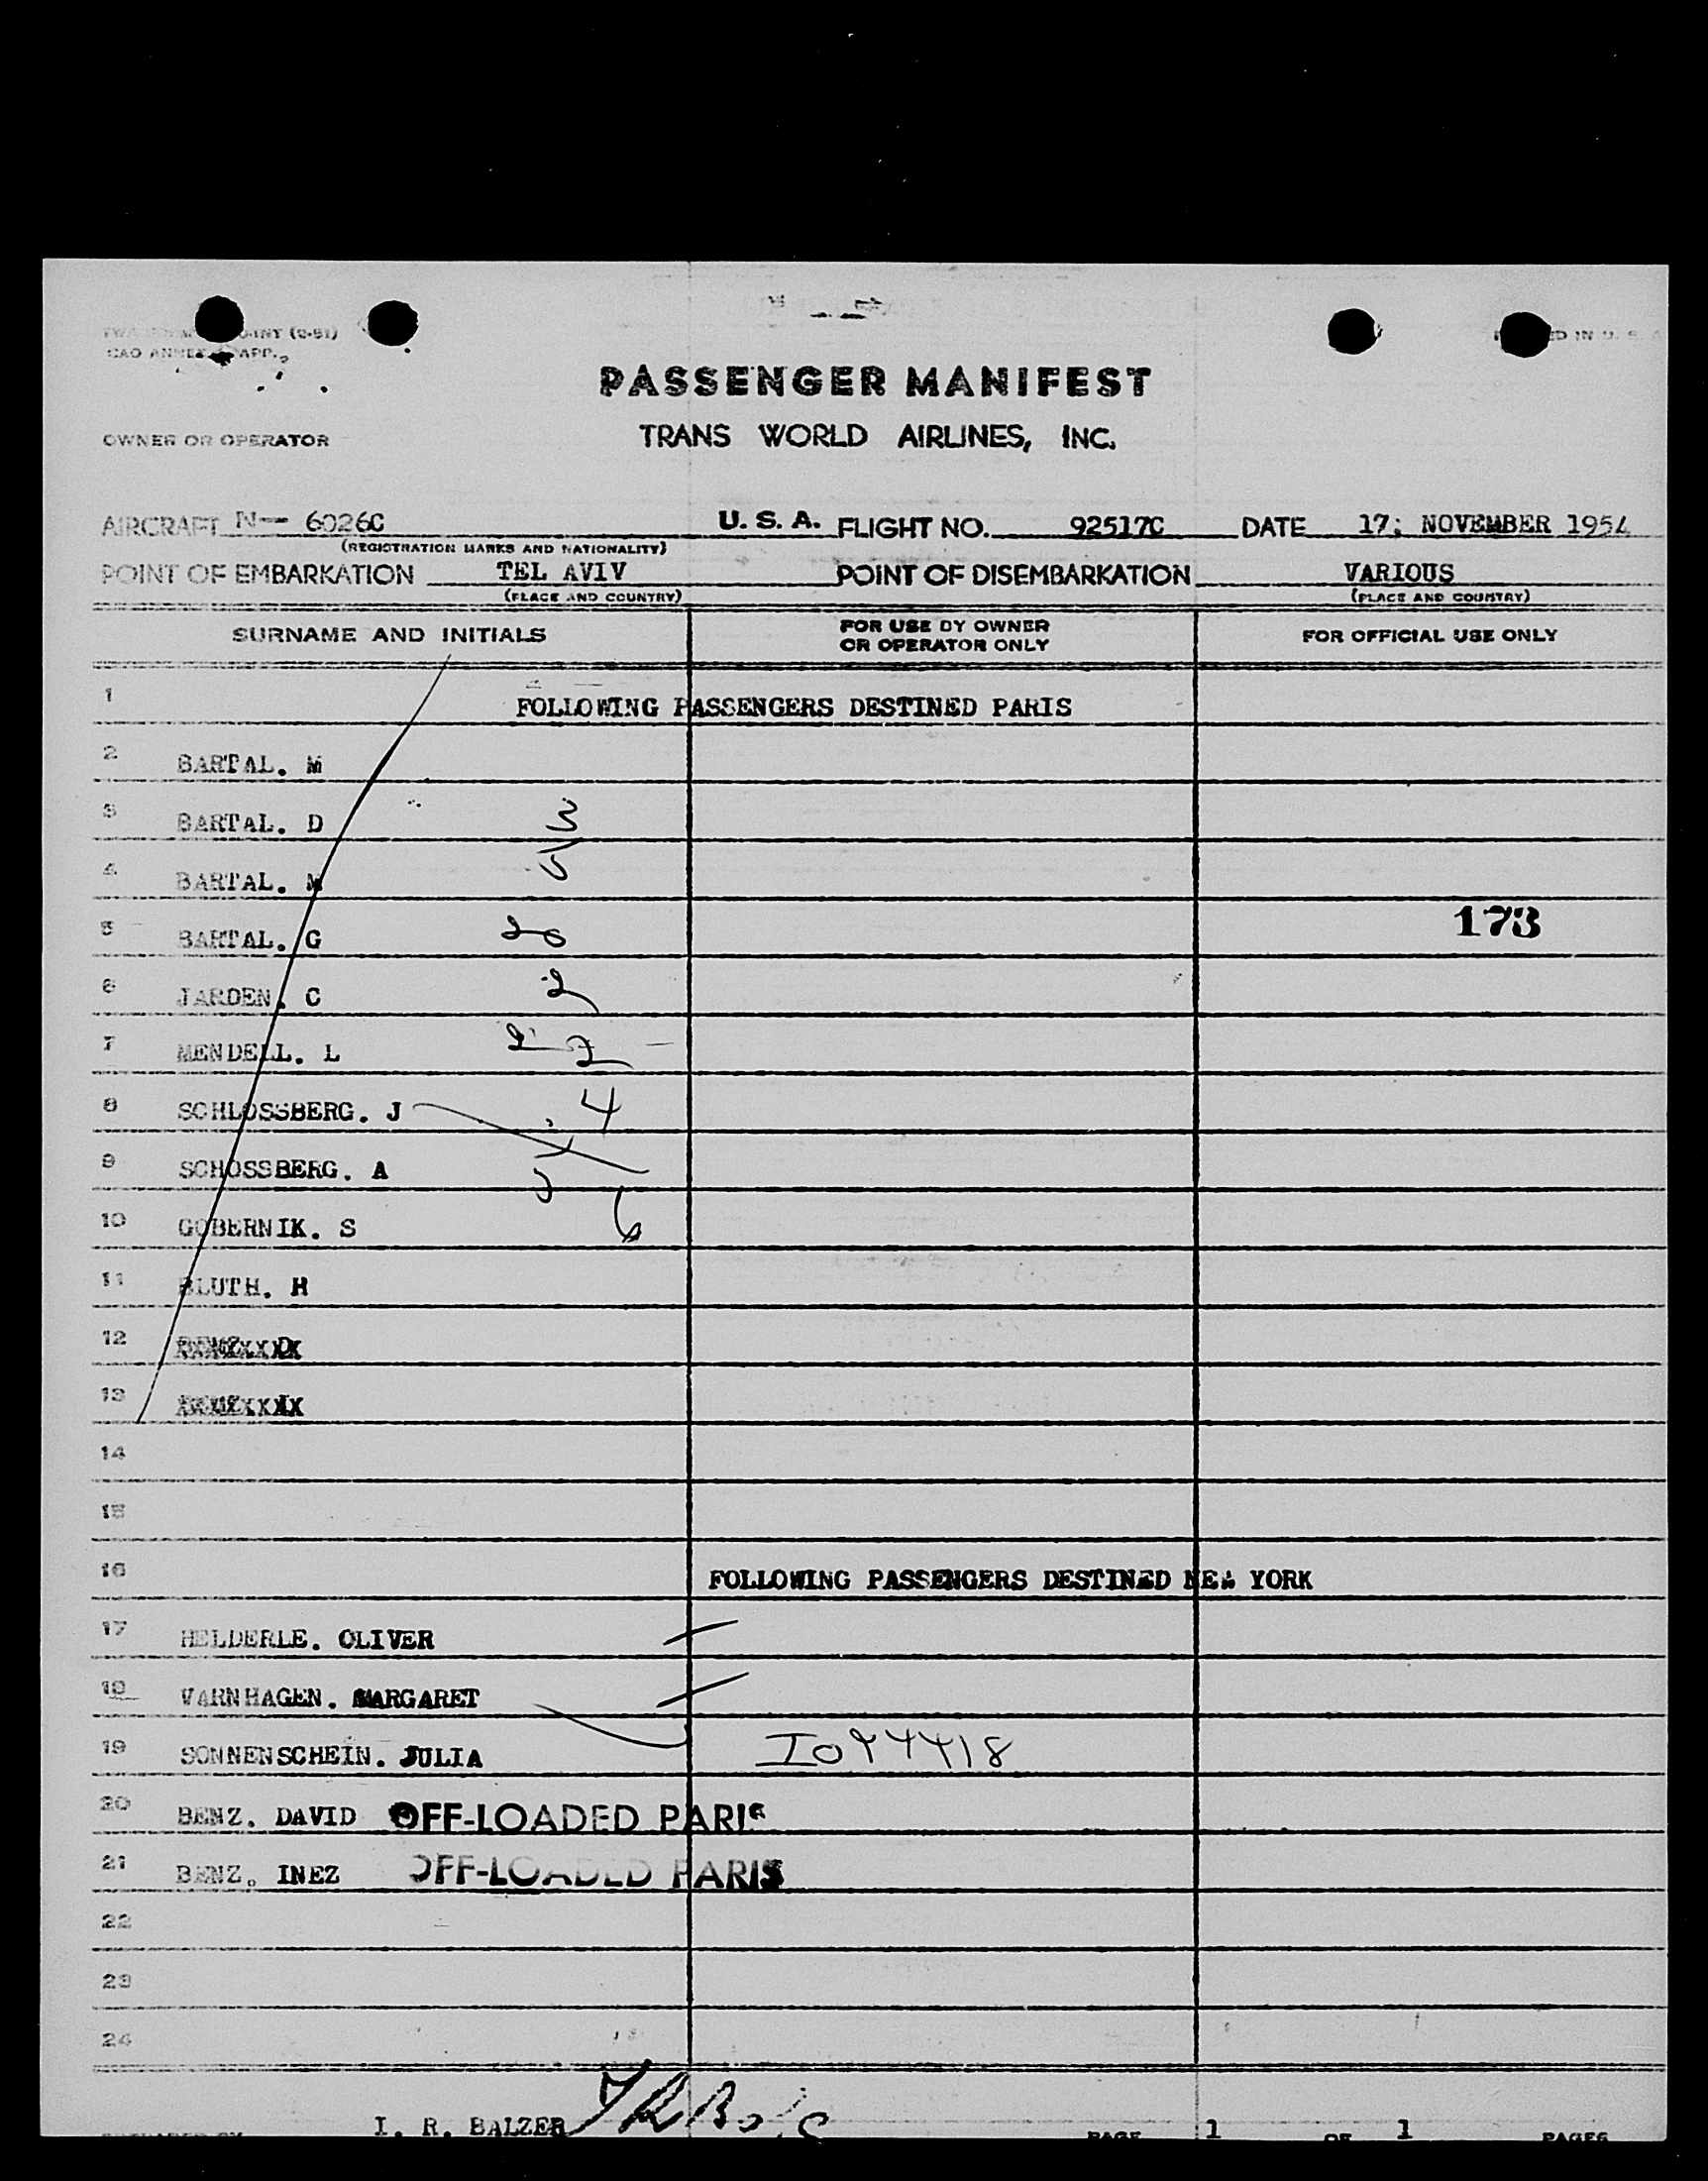 (9-51)
PASSENGER MANIFEST
OWNER OR OPERATOR
TRANS WORLD AIRLINES, INC.
AIRCRAFT N-- 6026C U. S. A. FLIGHT NO. 92517C DATE 17; NOVEMBER 1954
(REGISTRATION MARKS AND NATIONALITY)
POINT OF EMBARKATION TEL AVIV POINT OF DISEMBARKATION VARIOUS
(PLACE AND COUNTRY) (PLACE AND COUNTRY)
SURNAME AND INITIALS FOR USE BY OWNER OR OPERATOR ONLY FOR OFFICIAL USE ONLY
1 FOLLOWING PASSENGERS DESTINED PARIS
2 BARTAL. M
3 BARTAL. D
4 BARTAL. M
5 BARTAL. G 173
6 JARDEN. C 2
7 MENDELL. L 2 2
8 SCHLOSSBERG. J 4
9 SCHOSSBERG. A
10 GOBERNIK. S 6
11 BLUTH. H
12
13
14
15
16 FOLLOWING PASSENGERS DESTINED NEW YORK
17 HELDERLE. OLIVER
18 VARNHAGEN. MARGARET
19 SONNENSCHEIN. JULIA
20 BENZ. DAVID OFF-LOADED PARIS
21 BENZ. INEZ OFF-LOADED PARIS
22
23
24
I. R. BALZER PAGE 1 OF 1 PAGES